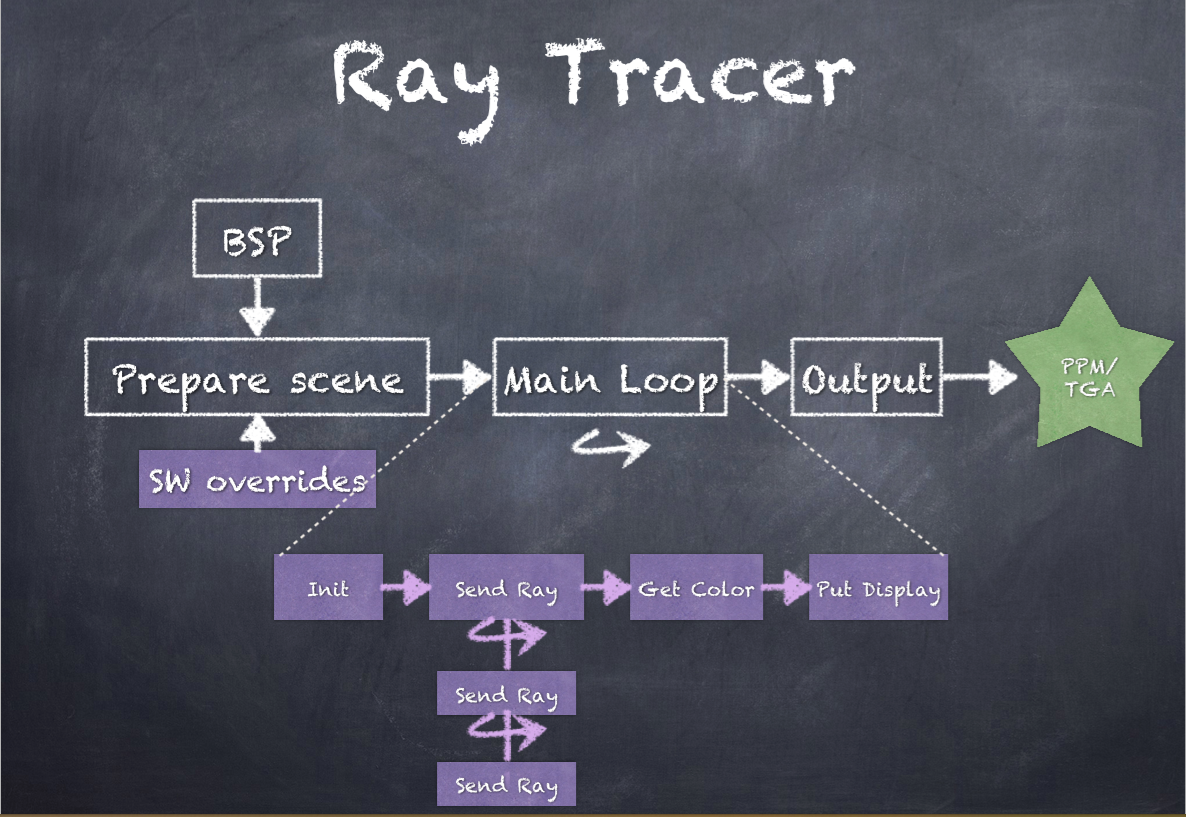 Ray Tracer
BSP
Prepare scene
Main Loop
Output
PPM/
TGA
SW overrides
Init
Send Ray
Get Color
Put Display
Send Ray
Send Ray